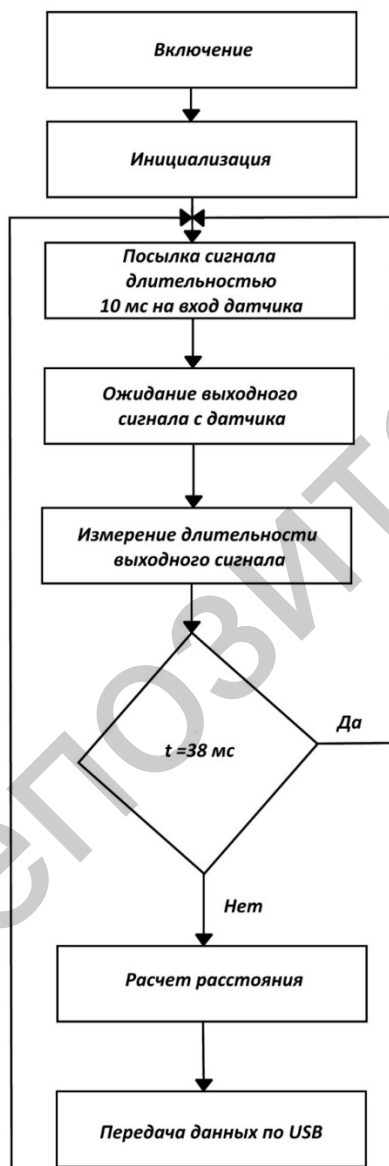 Включение
Инициализация
Посылка сигнала
длительностью
10 мс на вход датчика
Ожидание выходного
сигнала с датчика
Измерение длительности
выходного сигнала
t =38 мс
Да
Нет
Расчет расстояния
Передача данных по USB